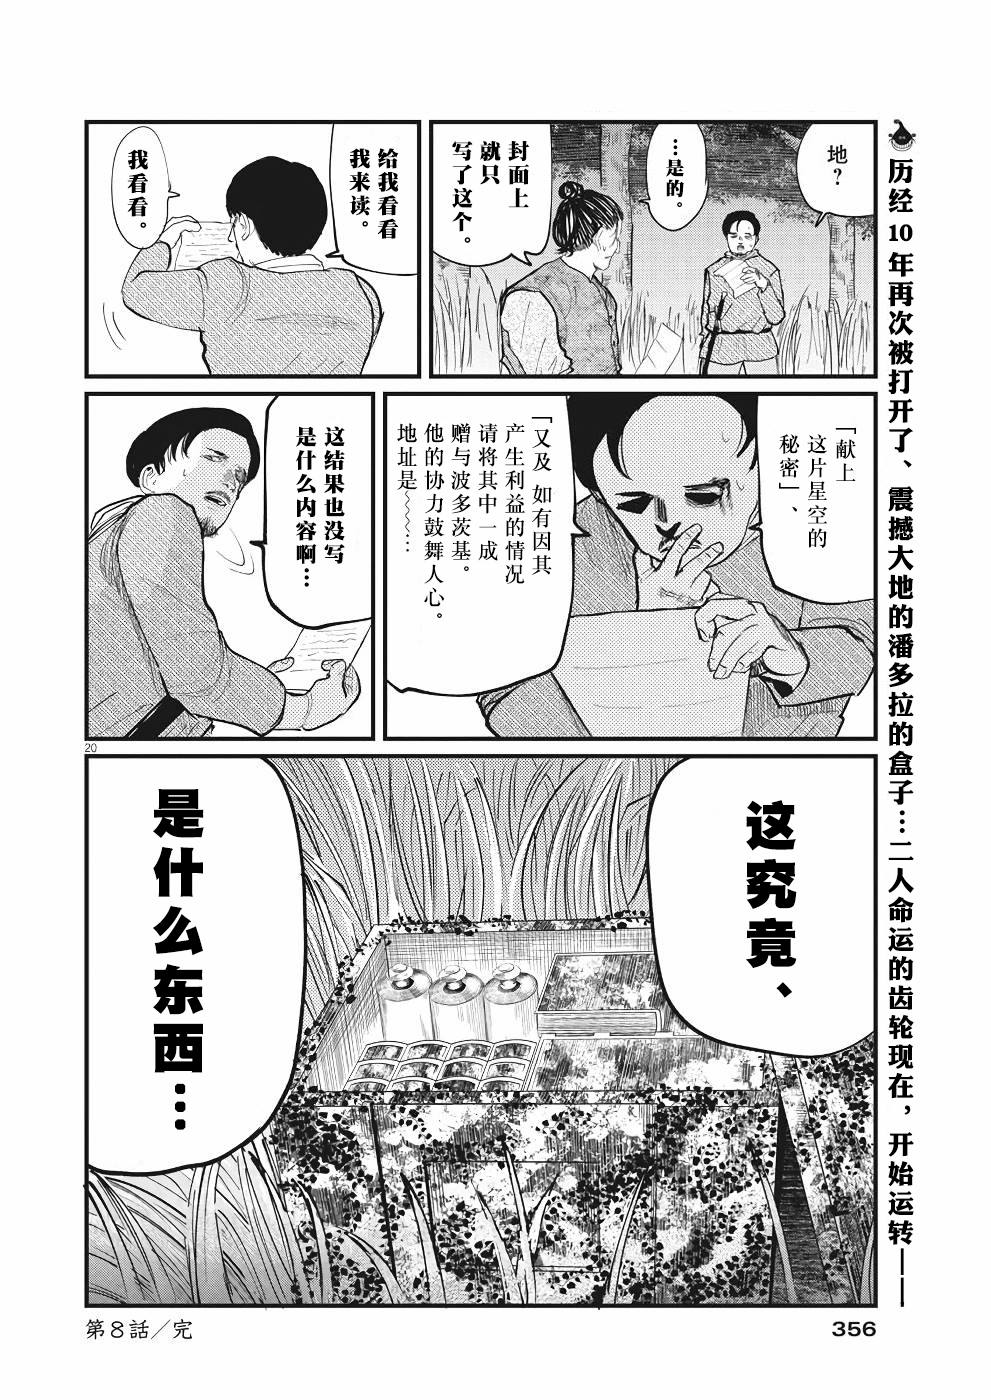 历经10年再次被打开了、震撼大地的潘多拉的盒子…二人命运的齿轮现在，开始运转——
地？
…是的。
封面上
就只
写了这个。
给我看看
我来读。
我看看。
「献上
这片星空的
秘密」、
「又及 如有因其
产生利益的情况
请将其中一成
赠与波多茨基。
他的协力鼓舞人心。
地址是～～～…
这结果也没写
是什么内容啊…
20
这究竟、
是什么东西…
第8話／完
356